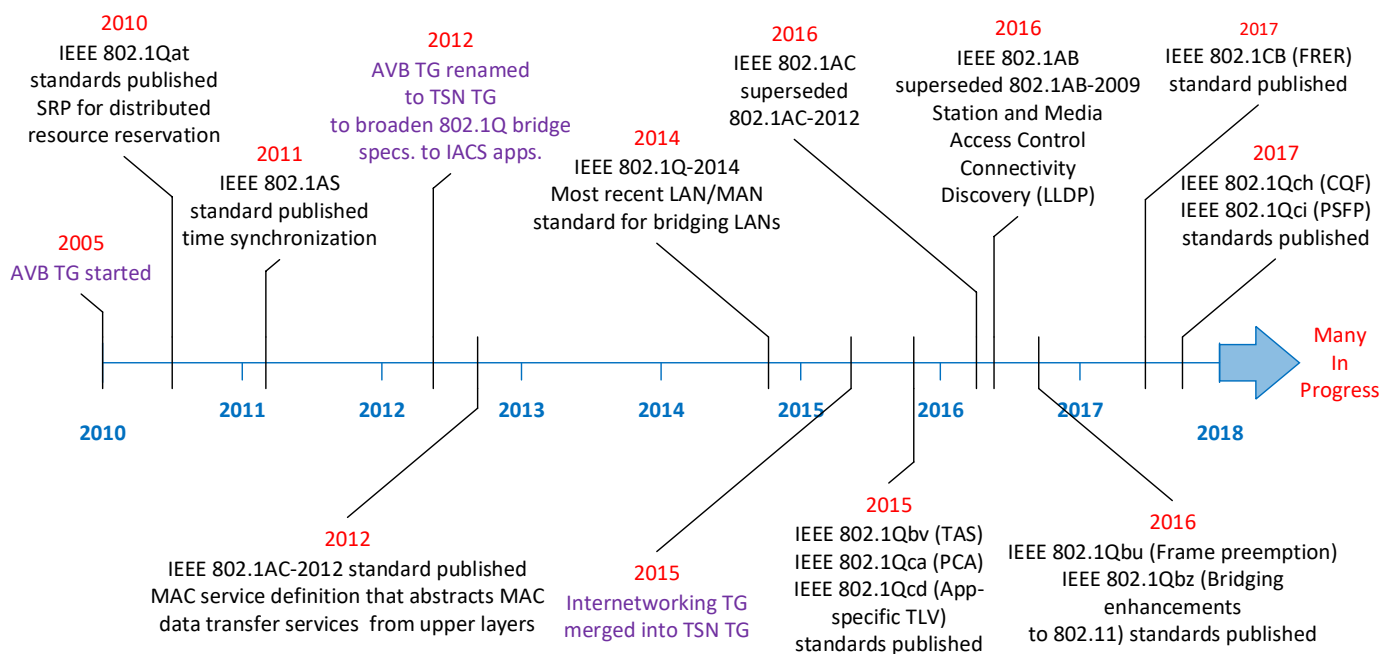 2010
IEEE 802.1Qat
standards published
SRP for distributed
resource reservation
2005
AVB TG started
2011
IEEE 802.1AS
standard published
time synchronization
2012
AVB TG renamed
to TSN TG
to broaden 802.1Q bridge
specs. to IACS apps.
2014
IEEE 802.1Q-2014
Most recent LAN/MAN
standard for bridging LANs
2016
IEEE 802.1AC
superseded
802.1AC-2012
2016
IEEE 802.1AB
superseded 802.1AB-2009
Station and Media
Access Control
Connectivity
Discovery (LLDP)
2017
IEEE 802.1CB (FRER)
standard published
2017
IEEE 802.1Qch (CQF)
IEEE 802.1Qci (PSFP)
standards published
Many
In
Progress
2010
2011
2012
2013
2014
2015
2016
2017
2018
2012
IEEE 802.1AC-2012 standard published
MAC service definition that abstracts MAC
data transfer services from upper layers
2015
Internetworking TG
merged into TSN TG
2015
IEEE 802.1Qbv (TAS)
IEEE 802.1Qca (PCA)
IEEE 802.1Qcd (App-
specific TLV)
standards published
2016
IEEE 802.1Qbu (Frame preemption)
IEEE 802.1Qbz (Bridging
enhancements
to 802.11) standards published